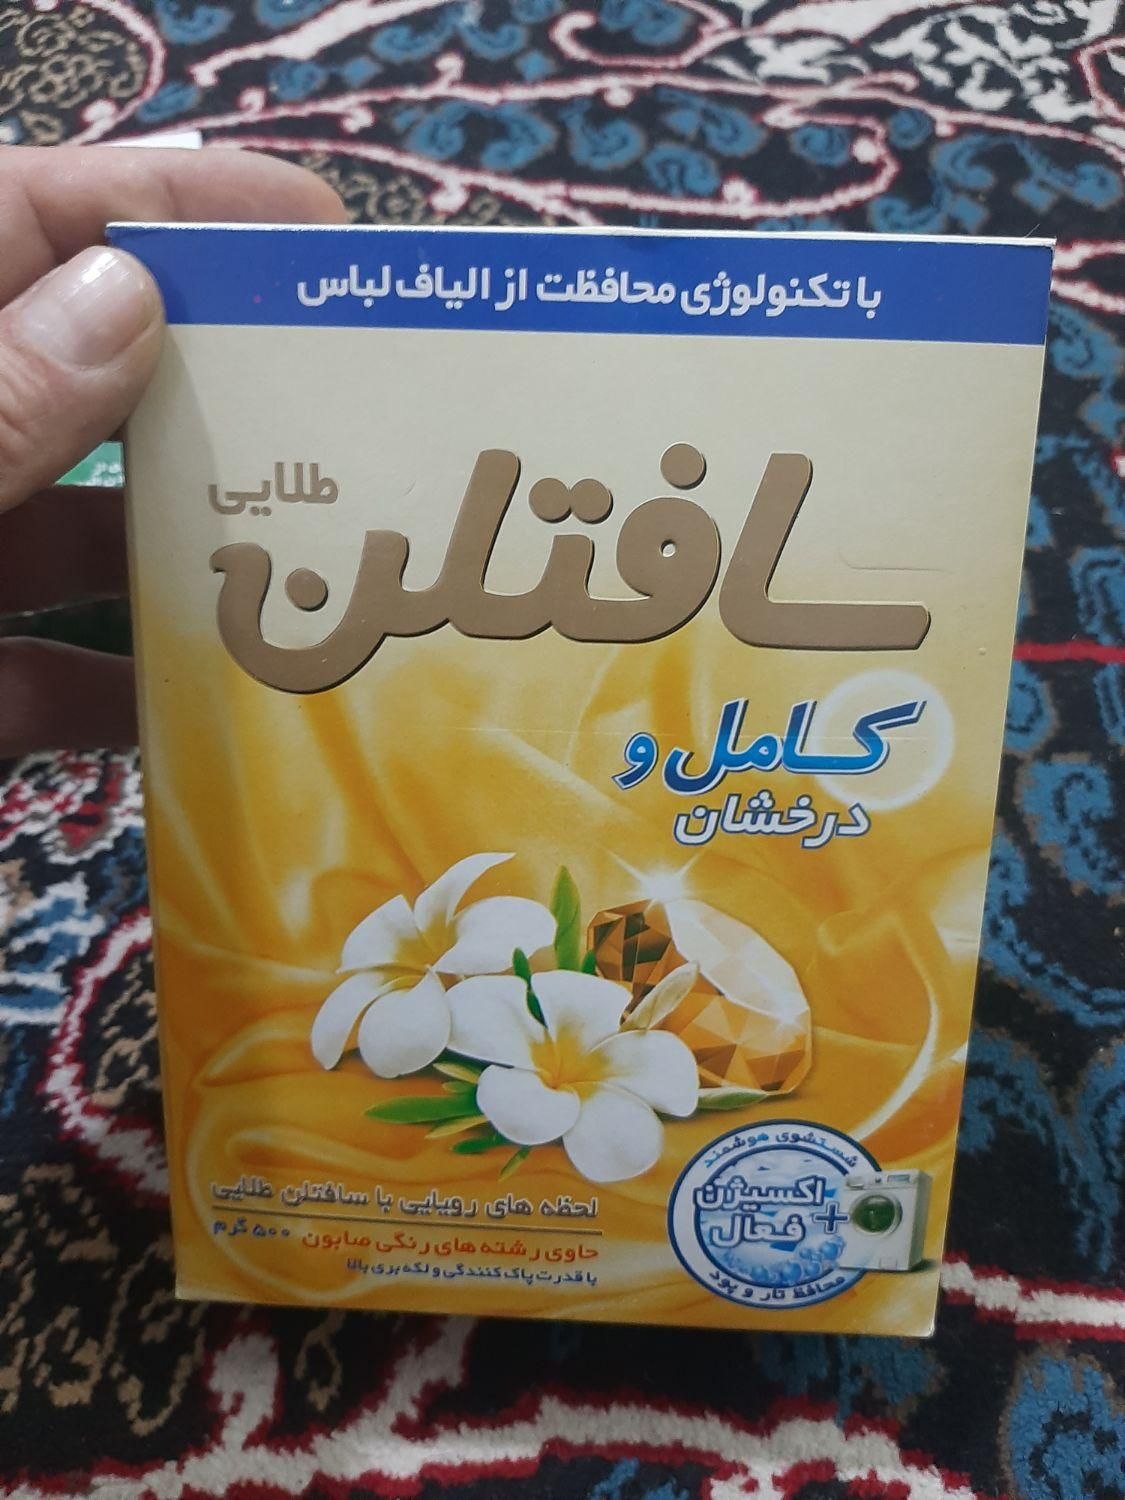 با تکنولوژی محافظت از الیاف لباس
سافتلن
طلایی
کامل و
درخشان
شستشوی هوشمند
اکسیژن
+ فعال
محافظ تار و پود
لحظه های رویایی با سافتلن طلایی
حاوی رشته های رنگی صابون ۵۰۰ گرم
با قدرت پاک کنندگی و لکه بری بالا